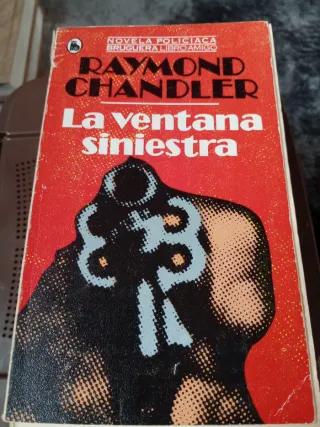 NOVELA POLICIACA
BRUGUERA LIBRO AMIGO
RAYMOND
CHANDLER
La ventana
siniestra